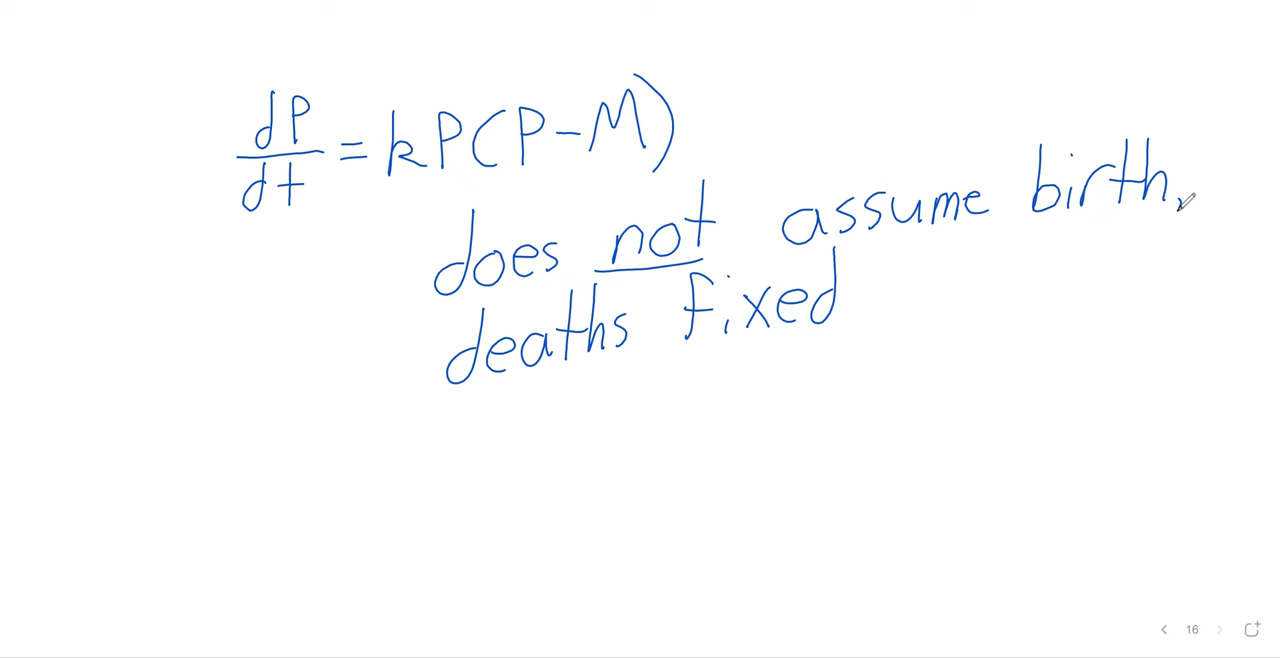 dP/dt = kP(P-M)
does not assume birth,
deaths fixed
16